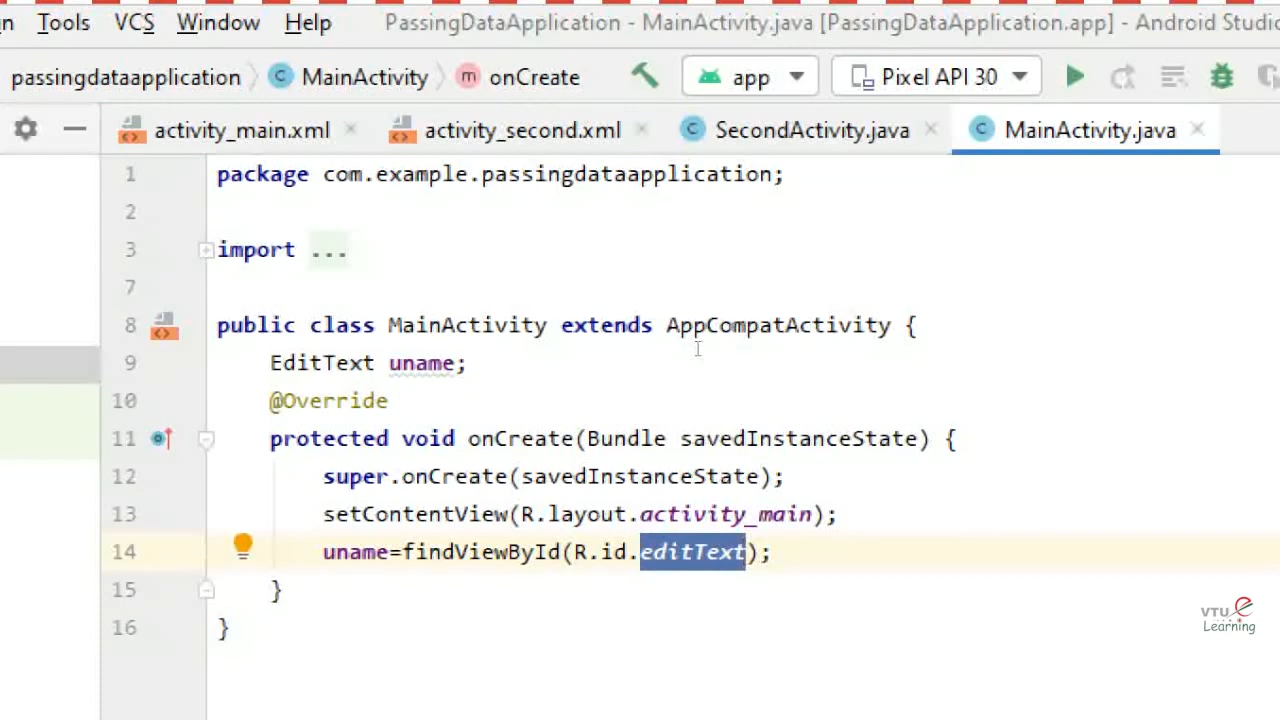 n Tools VCS Window Help PassingDataApplication - MainActivity.java [PassingDataApplication.app] - Android Studio
passingdataapplication MainActivity onCreate app Pixel API 30
activity_main.xml activity_second.xml SecondActivity.java MainActivity.java
1 package com.example.passingdataapplication;
2
3 import ...
7
8 public class MainActivity extends AppCompatActivity {
9 EditText uname;
10 @Override
11 protected void onCreate(Bundle savedInstanceState) {
12 super.onCreate(savedInstanceState);
13 setContentView(R.layout.activity_main);
14 uname=findViewById(R.id.editText);
15 }
16 }
VTU e
Learning